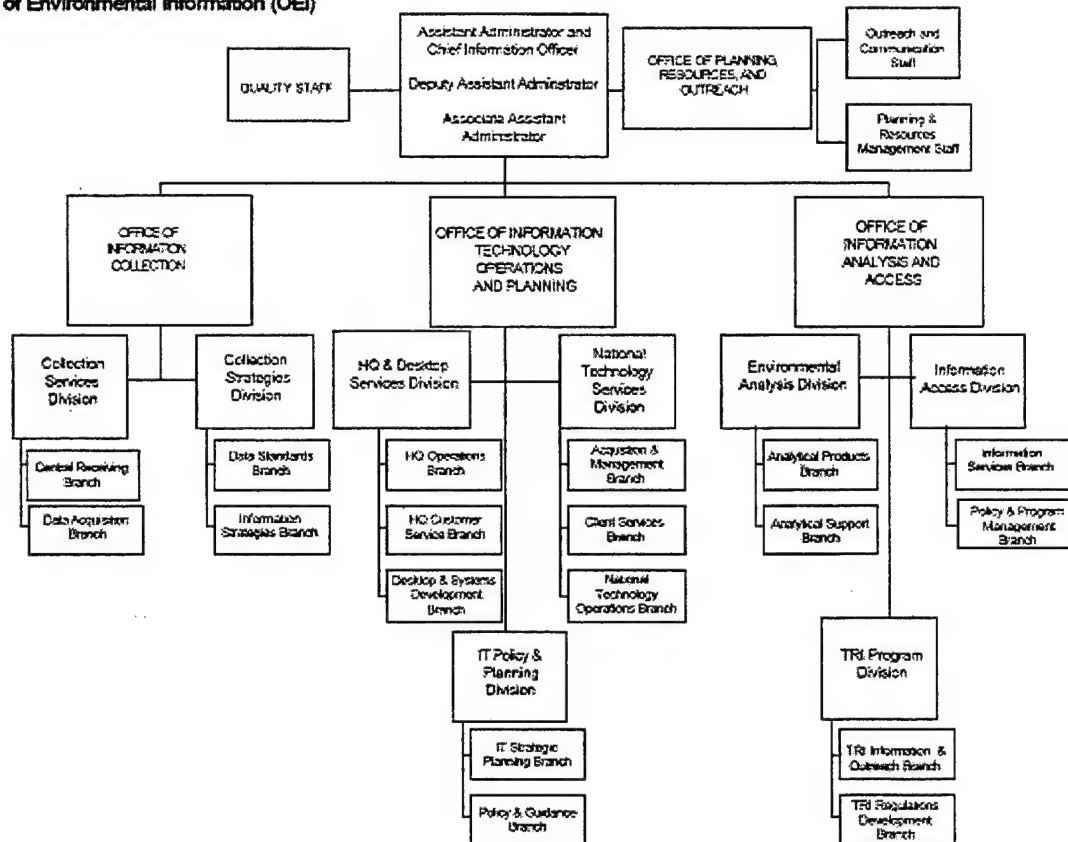 of Environmental Information (OEI)
Assistant Administrator and
Chief Information Officer
Deputy Assistant Administrator
Associate Assistant
Administrator
QUALITY STAFF
OFFICE OF PLANNING,
RESOURCES, AND
OUTREACH
Outreach and
Communication
Staff
Planning &
Resources
Management Staff
OFFICE OF
INFORMATION
COLLECTION
OFFICE OF INFORMATION
TECHNOLOGY
OPERATIONS
AND PLANNING
OFFICE OF
INFORMATION
ANALYSIS AND
ACCESS
Collection
Services
Division
Collection
Strategies
Division
HQ & Desktop
Services Division
National
Technology
Services
Division
Environmental
Analysis Division
Information
Access Division
Central Receiving
Branch
Data Acquisition
Branch
Data Standards
Branch
Information
Strategies Branch
HQ Operations
Branch
HQ Customer
Service Branch
Desktop & Systems
Development
Branch
Acquistion &
Management
Branch
Client Services
Branch
National
Technology
Operations Branch
Analytical Products
Branch
Analytical Support
Branch
Information
Services Branch
Policy & Program
Management
Branch
IT Policy &
Planning
Division
IT Strategic
Planning Branch
Policy & Guidance
Branch
TRI Program
Division
TRI Information &
Outreach Branch
TRI Regulations
Development
Branch